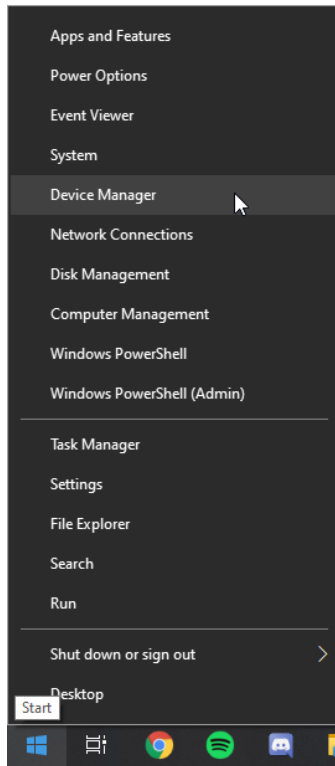 Apps and Features
Power Options
Event Viewer
System
Device Manager
Network Connections
Disk Management
Computer Management
Windows PowerShell
Windows PowerShell (Admin)
Task Manager
Settings
File Explorer
Search
Run
Shut down or sign out
Desktop
Start